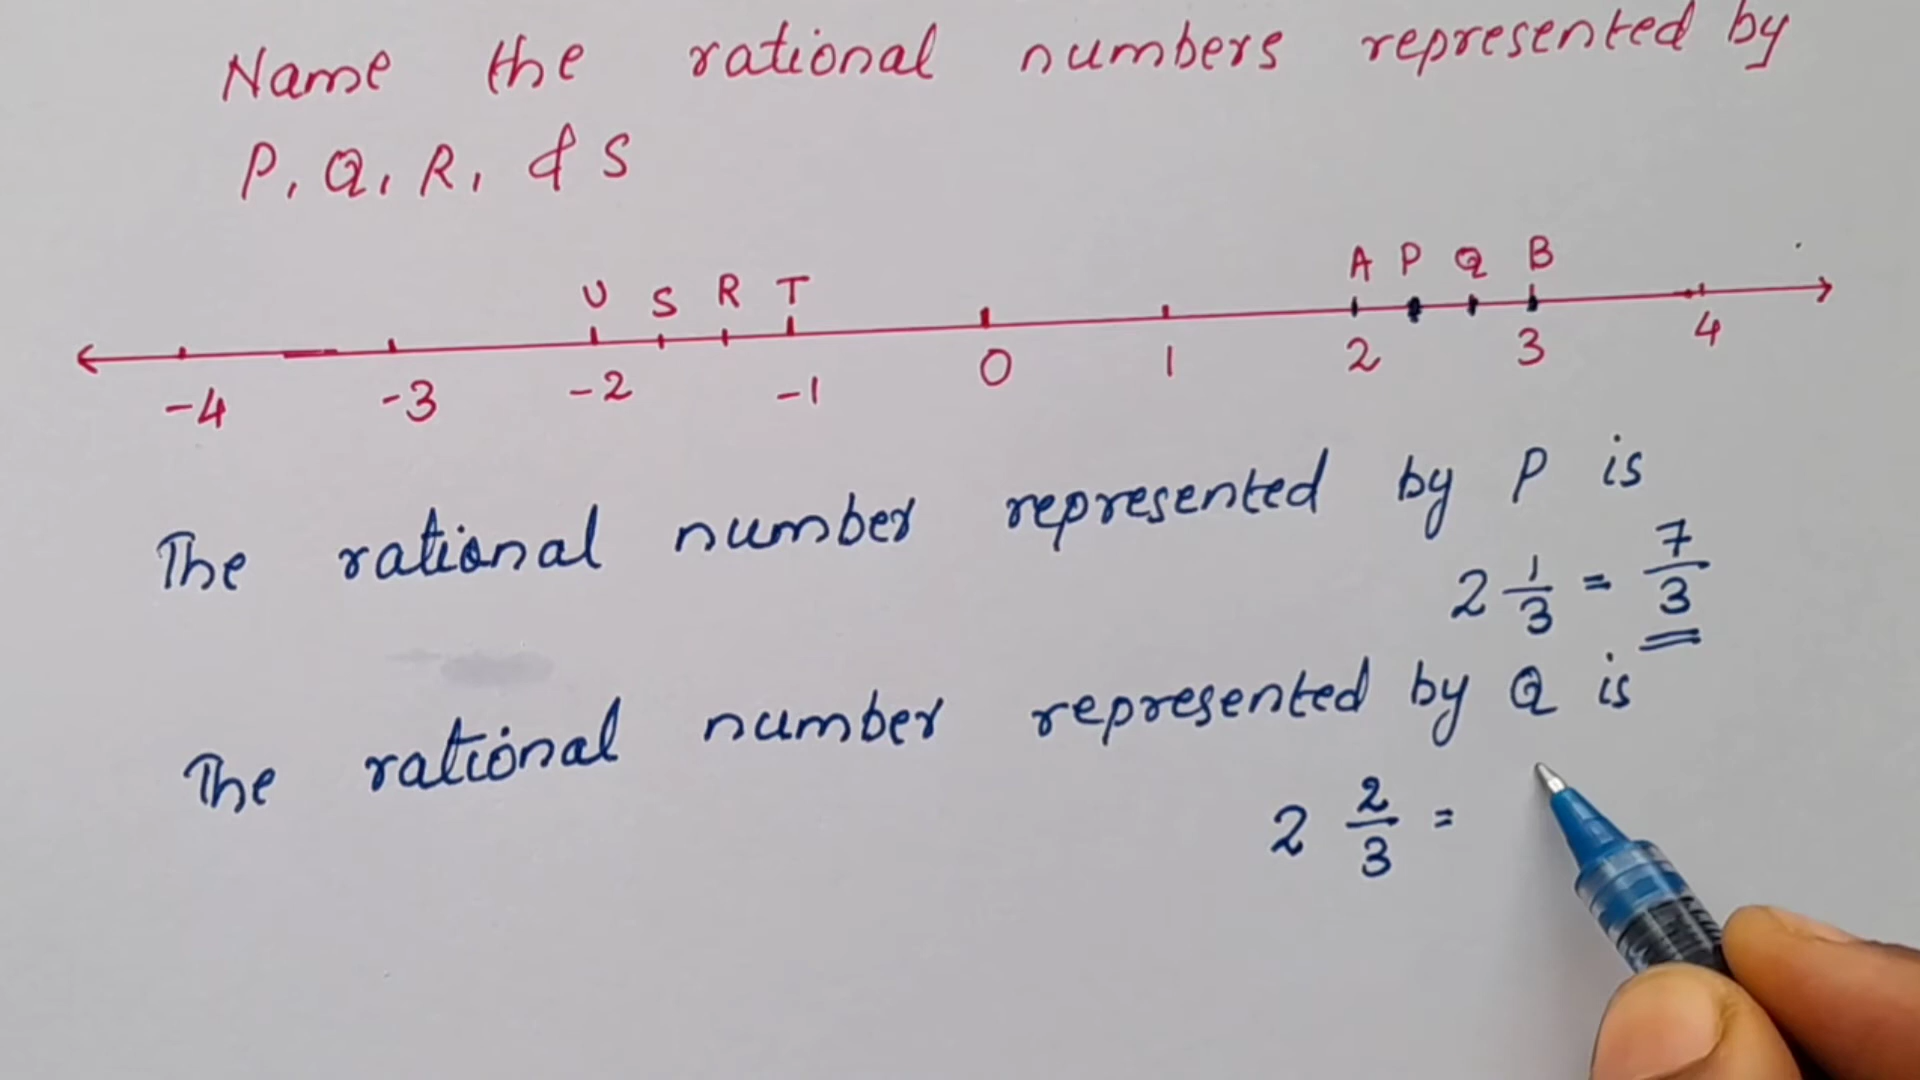 Name the rational numbers represented by
P, Q, R, & S
U S R T A P Q B
-4 -3 -2 -1 0 1 2 3 4
The rational number represented by P is
2 1/3 = 7/3
The rational number represented by Q is
2 2/3 =